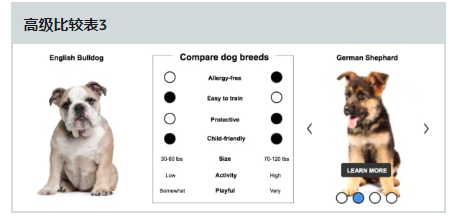 高级比较表3
English Bulldog
Compare dog breeds
German Shephard
Allergy-free
Easy to train
Protective
Child-friendly
30-60 lbs Size 70-120 lbs
Low Activity High
Somewhat Playful Very
LEARN MORE